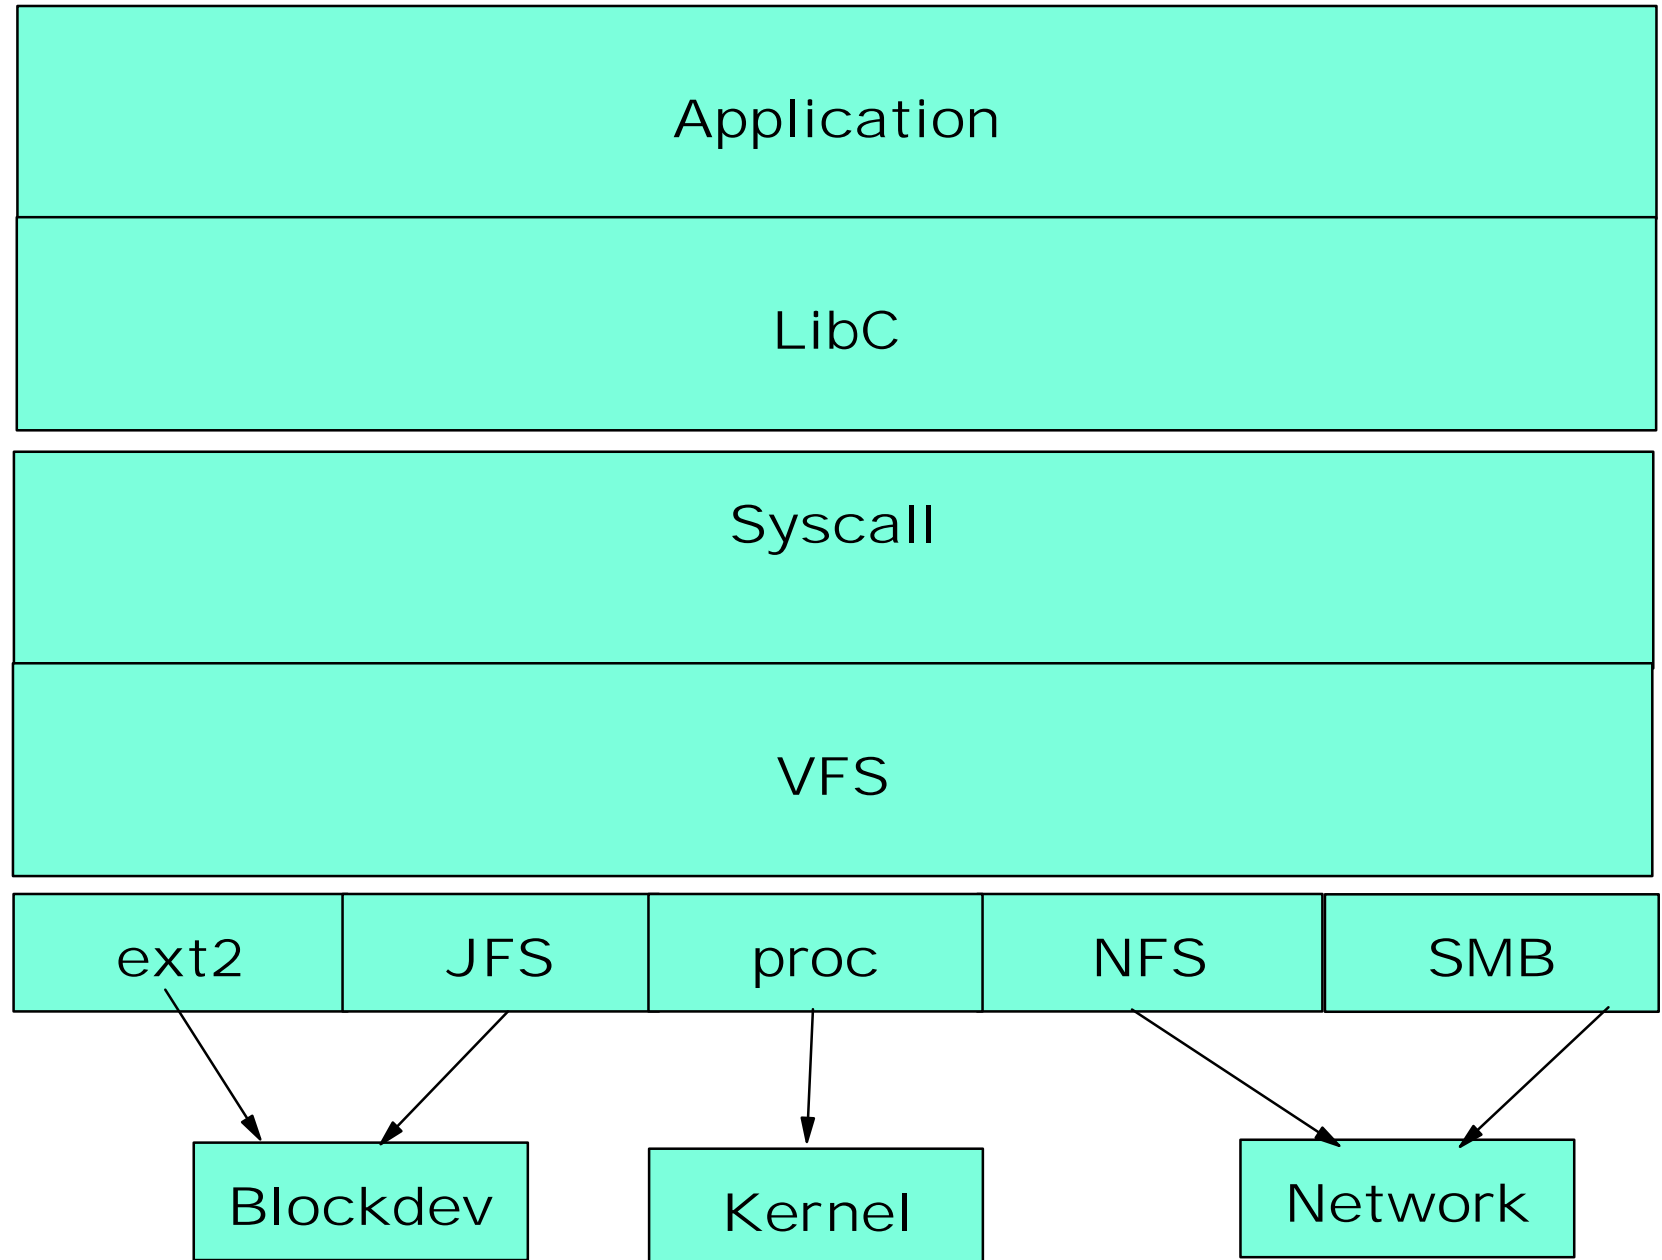 Application
LibC
Syscall
VFS
ext2
JFS
proc
NFS
SMB
Blockdev
Kernel
Network